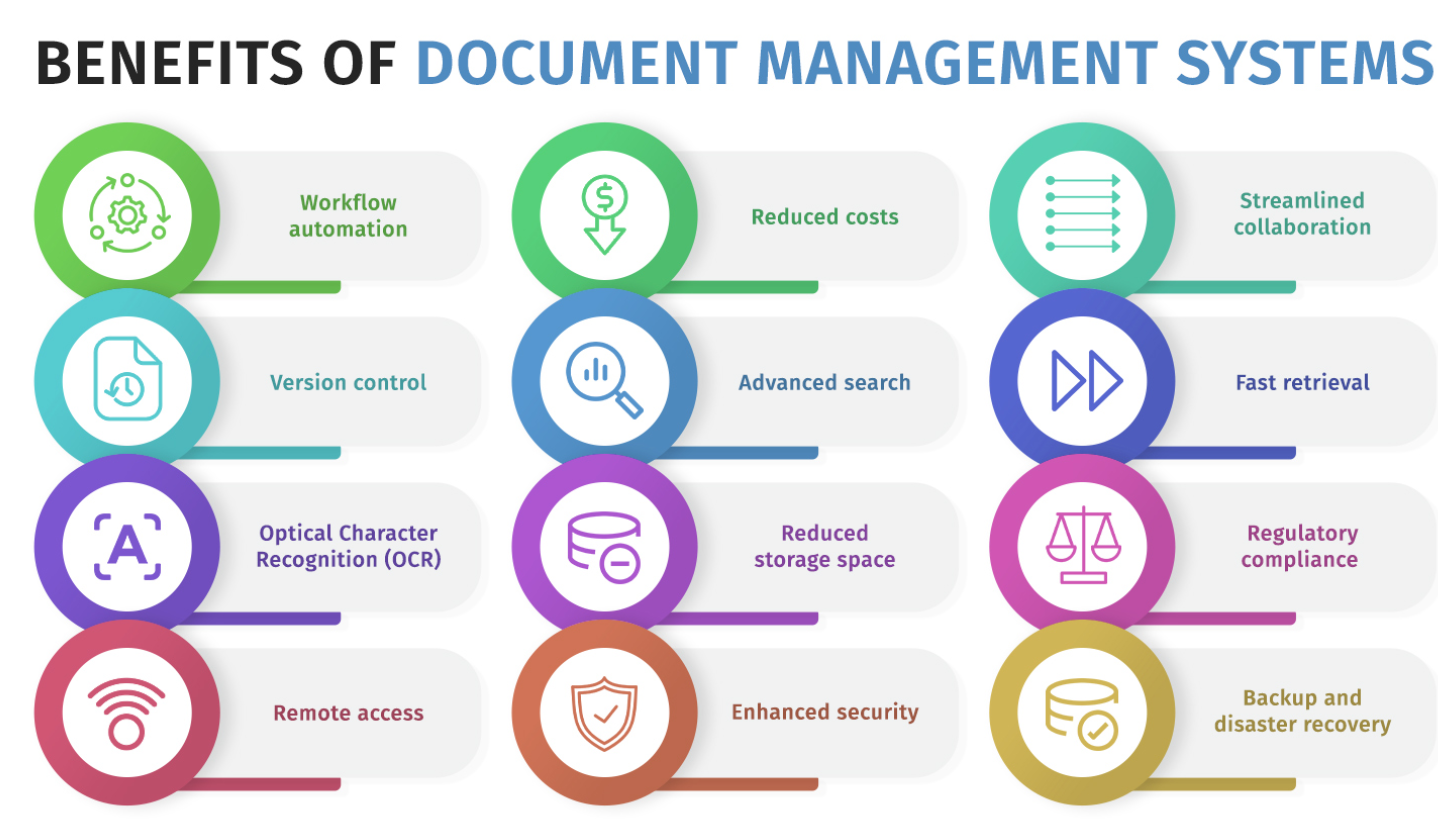 BENEFITS OF DOCUMENT MANAGEMENT SYSTEMS
Workflow
automation
Reduced costs
Streamlined
collaboration
Version control
Advanced search
Fast retrieval
Optical Character
Recognition (OCR)
Reduced
storage space
Regulatory
compliance
Remote access
Enhanced security
Backup and
disaster recovery